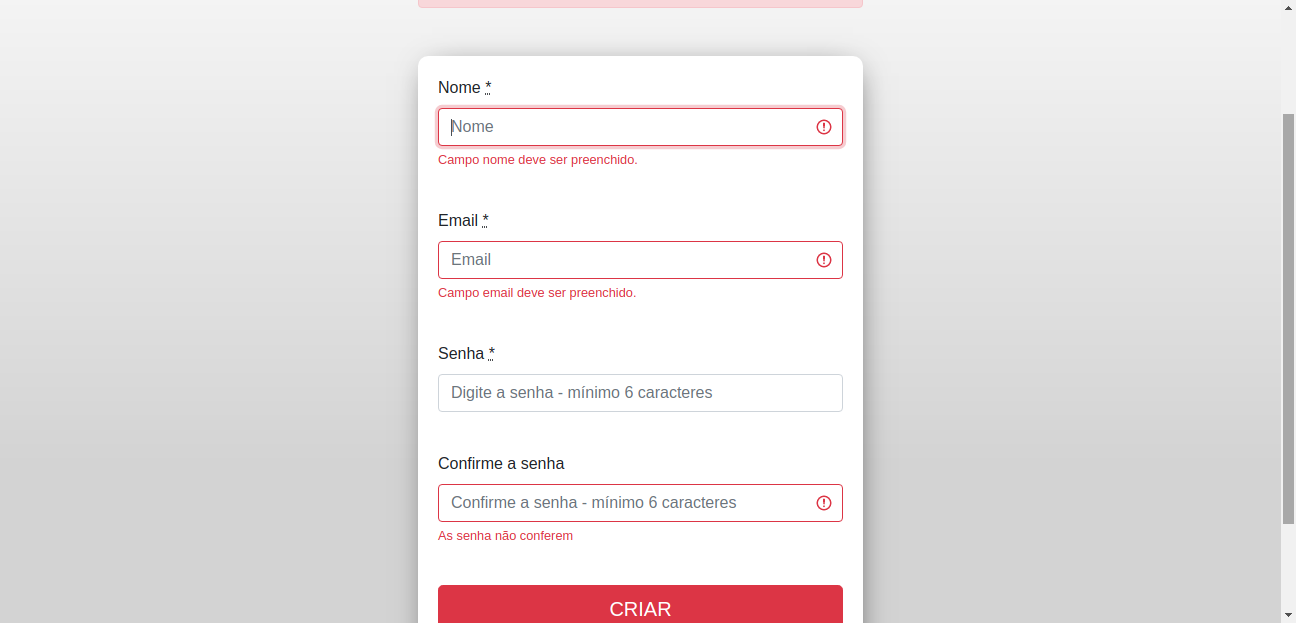 Nome *
Nome
Campo nome deve ser preenchido.
Email *
Email
Campo email deve ser preenchido.
Senha *
Digite a senha - mínimo 6 caracteres
Confirme a senha
Confirme a senha - mínimo 6 caracteres
As senha não conferem
CRIAR